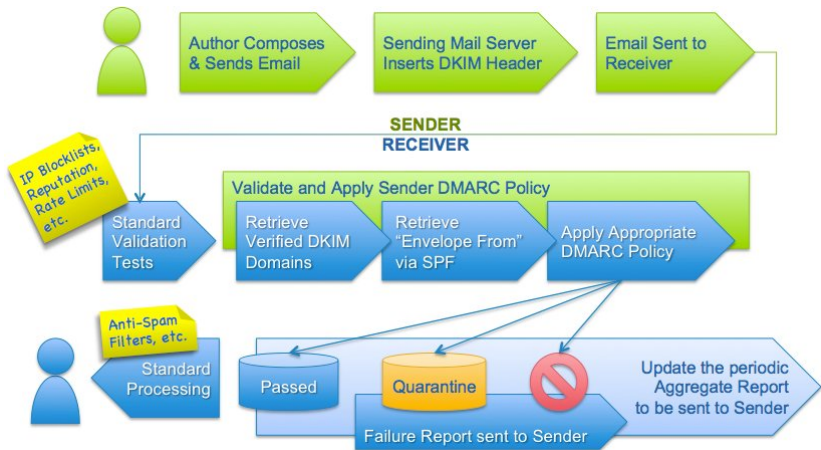 Author Composes
& Sends Email
Sending Mail Server
Inserts DKIM Header
Email Sent to
Receiver
SENDER
RECEIVER
IP Blocklists,
Reputation,
Rate Limits,
etc.
Standard
Validation
Tests
Validate and Apply Sender DMARC Policy
Retrieve
Verified DKIM
Domains
Retrieve
“Envelope From”
via SPF
Apply Appropriate
DMARC Policy
Anti-Spam
Filters, etc.
Standard
Processing
Passed
Quarantine
Update the periodic
Aggregate Report
to be sent to Sender
Failure Report sent to Sender